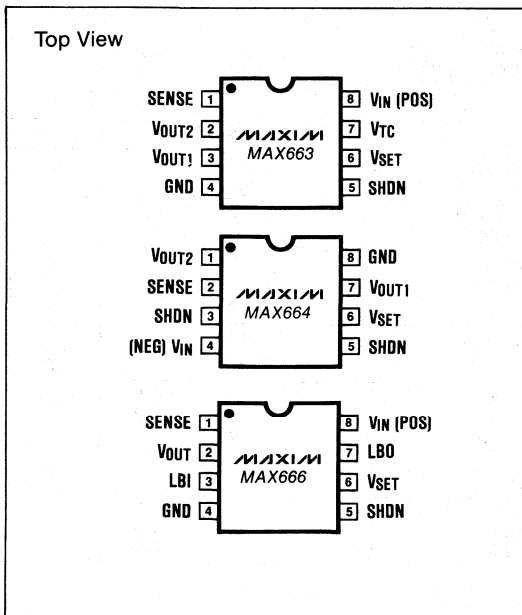 Top View
SENSE 1 8 VIN (POS)
VOUT2 2 MAXIM 7 VTC
VOUT1 3 MAX663 6 VSET
GND 4 5 SHDN
VOUT2 1 8 GND
SENSE 2 MAXIM 7 VOUT1
SHDN 3 MAX664 6 VSET
(NEG) VIN 4 5 SHDN
SENSE 1 8 VIN (POS)
VOUT 2 MAXIM 7 LBO
LBI 3 MAX666 6 VSET
GND 4 5 SHDN